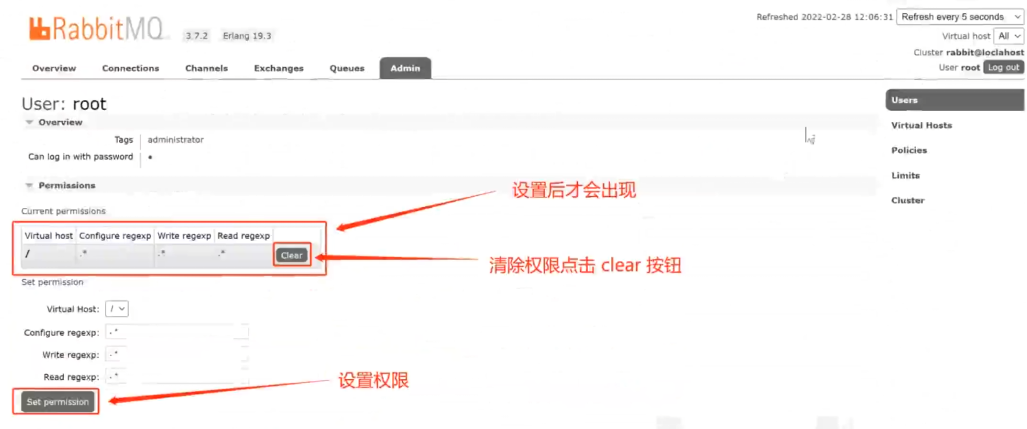 Refreshed 2022-02-28 12:06:31 Refresh every 5 seconds
RabbitMQ 3.7.2 Erlang 19.3
Virtual host All
Cluster rabbit@loclahost
User root Log out
Overview Connections Channels Exchanges Queues Admin
User: root
Overview
Tags administrator
Can log in with password •
Permissions
设置后才会出现
Current permissions
Virtual host Configure regexp Write regexp Read regexp
/ .* .* .* Clear
清除权限点击 clear 按钮
Set permission
Virtual Host: /
Configure regexp: .*
Write regexp: .*
Read regexp: .*
设置权限
Set permission
Users
Virtual Hosts
Policies
Limits
Cluster